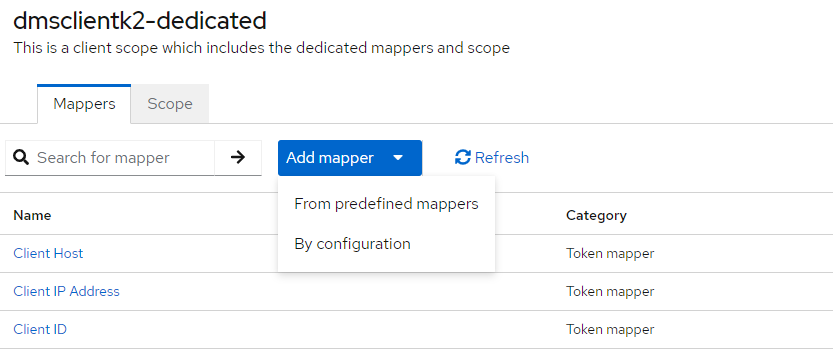 dmsclientk2-dedicated
This is a client scope which includes the dedicated mappers and scope
Mappers Scope
Search for mapper Add mapper Refresh
From predefined mappers
Name Category
By configuration
Client Host Token mapper
Client IP Address Token mapper
Client ID Token mapper